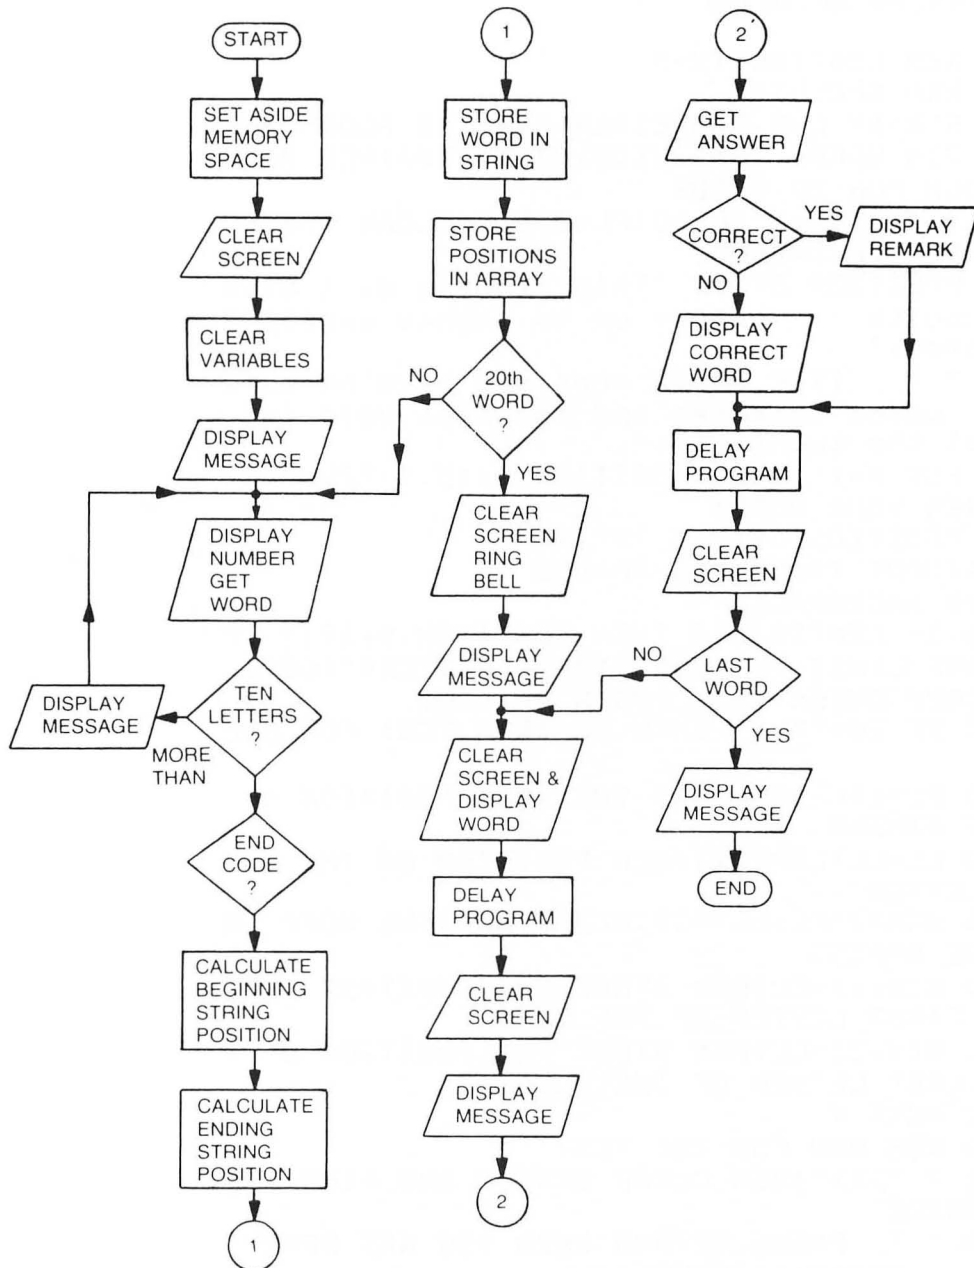 START
SET ASIDE
MEMORY
SPACE
CLEAR
SCREEN
CLEAR
VARIABLES
DISPLAY
MESSAGE
DISPLAY
NUMBER
GET
WORD
TEN
LETTERS
?
MORE
THAN
DISPLAY
MESSAGE
END
CODE
?
CALCULATE
BEGINNING
STRING
POSITION
CALCULATE
ENDING
STRING
POSITION
1
1
STORE
WORD IN
STRING
STORE
POSITIONS
IN ARRAY
20th
WORD
?
NO
YES
CLEAR
SCREEN
RING
BELL
DISPLAY
MESSAGE
CLEAR
SCREEN &
DISPLAY
WORD
DELAY
PROGRAM
CLEAR
SCREEN
DISPLAY
MESSAGE
2
2
GET
ANSWER
CORRECT
?
YES
DISPLAY
REMARK
NO
DISPLAY
CORRECT
WORD
DELAY
PROGRAM
CLEAR
SCREEN
LAST
WORD
NO
YES
DISPLAY
MESSAGE
END